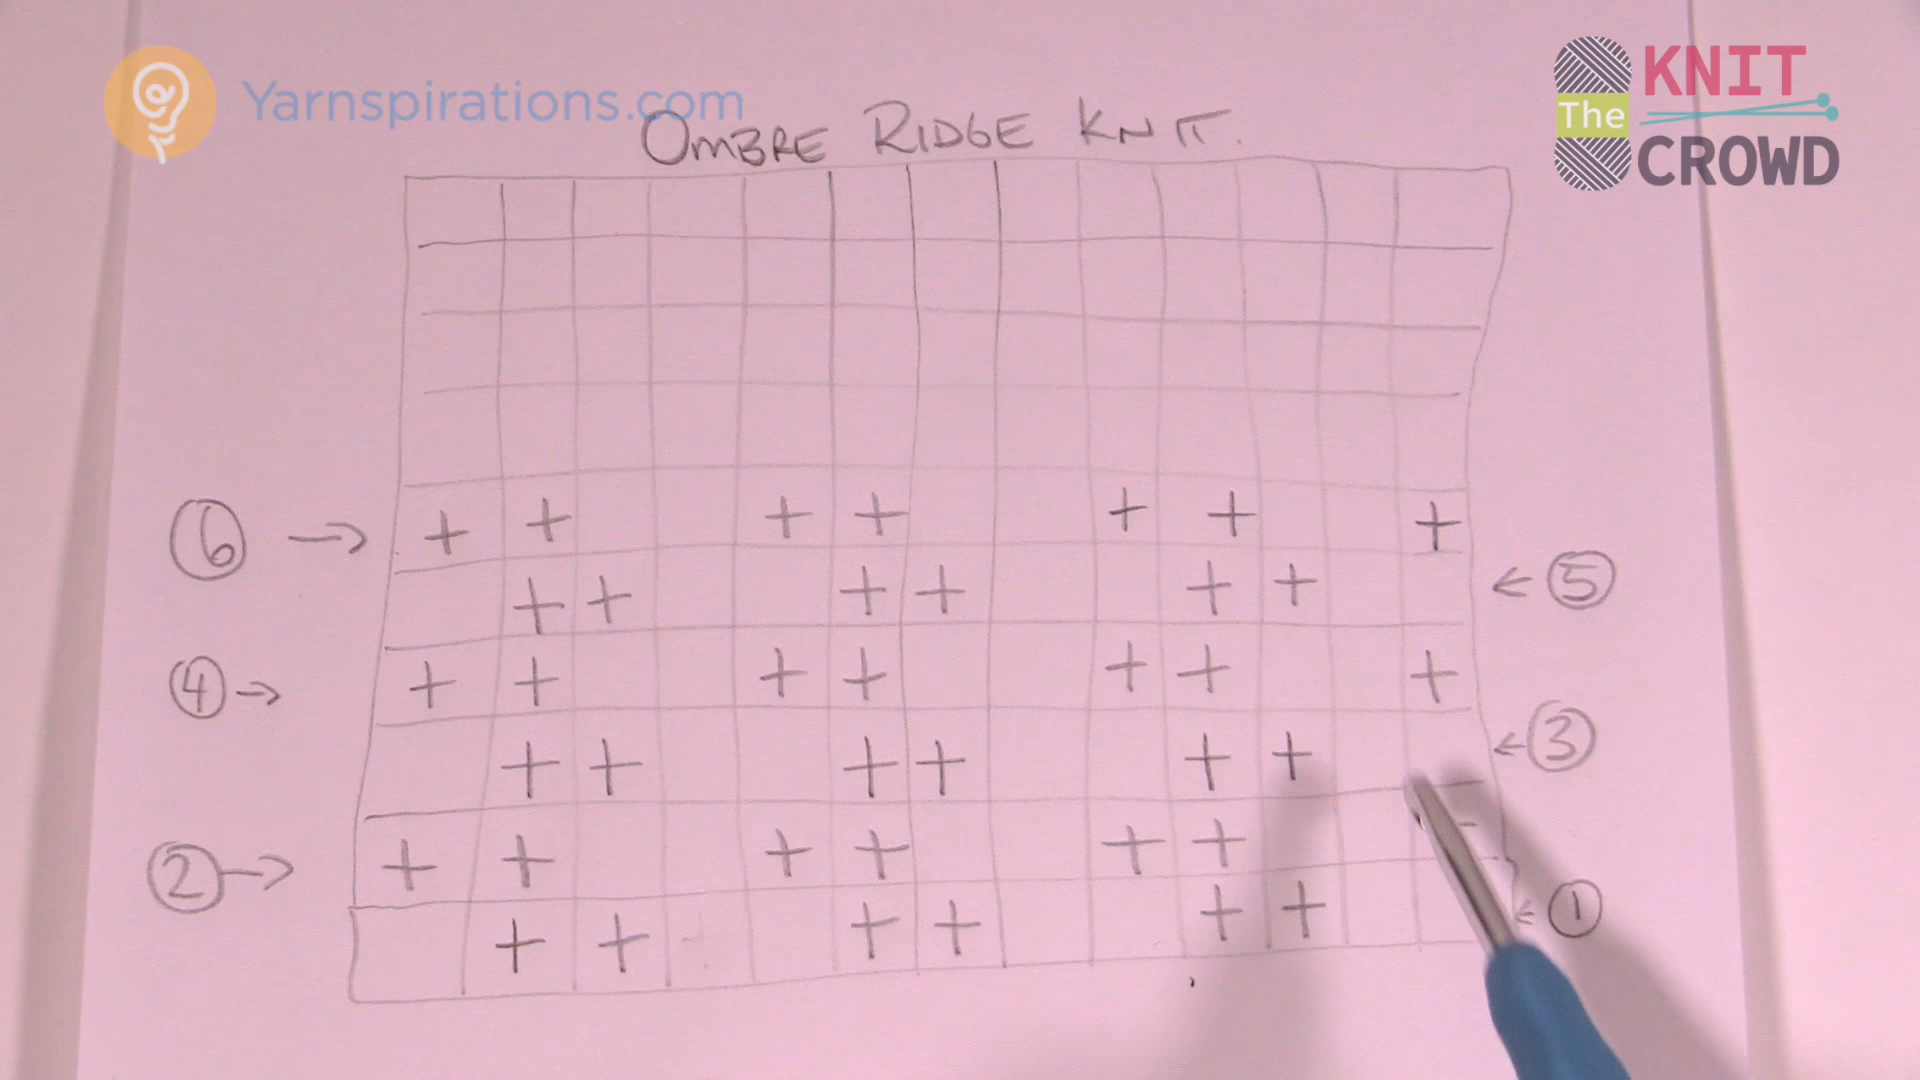 Yarnspirations.com
KNIT
The
CROWD
OMBRE RIDGE KNIT.
+ + + + + + +
6 → ← 5
+ + + + + +
+ + + + + + +
4 → ← 3
+ + + + + +
+ + + + + +
2 → ← 1
+ + + + + +